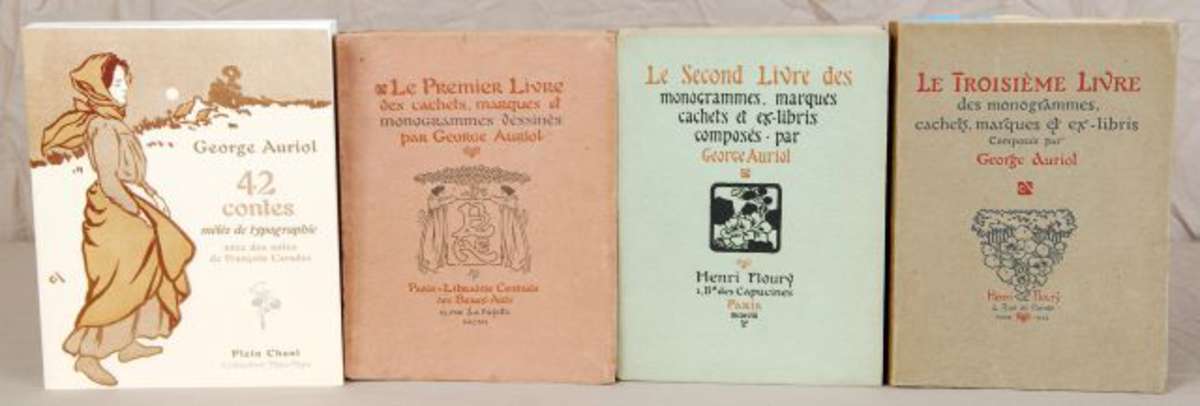 George Auriol
42
contes
mêlés de typographie
avec des notes
de François Caradec
Plein Chant
Le Premier Livre
des cachets, marques et
monogrammes dessinés
par George Auriol
Paris-Librairie Centrale
des Beaux-Arts
Le Second Livre des
monogrammes, marques
cachets et ex-libris
composés par
George Auriol
Henri Floury
1, Bd des Capucines
Paris
Le Troisième Livre
des monogrammes,
cachets, marques et ex-libris
Composés par
George Auriol
Henri Floury